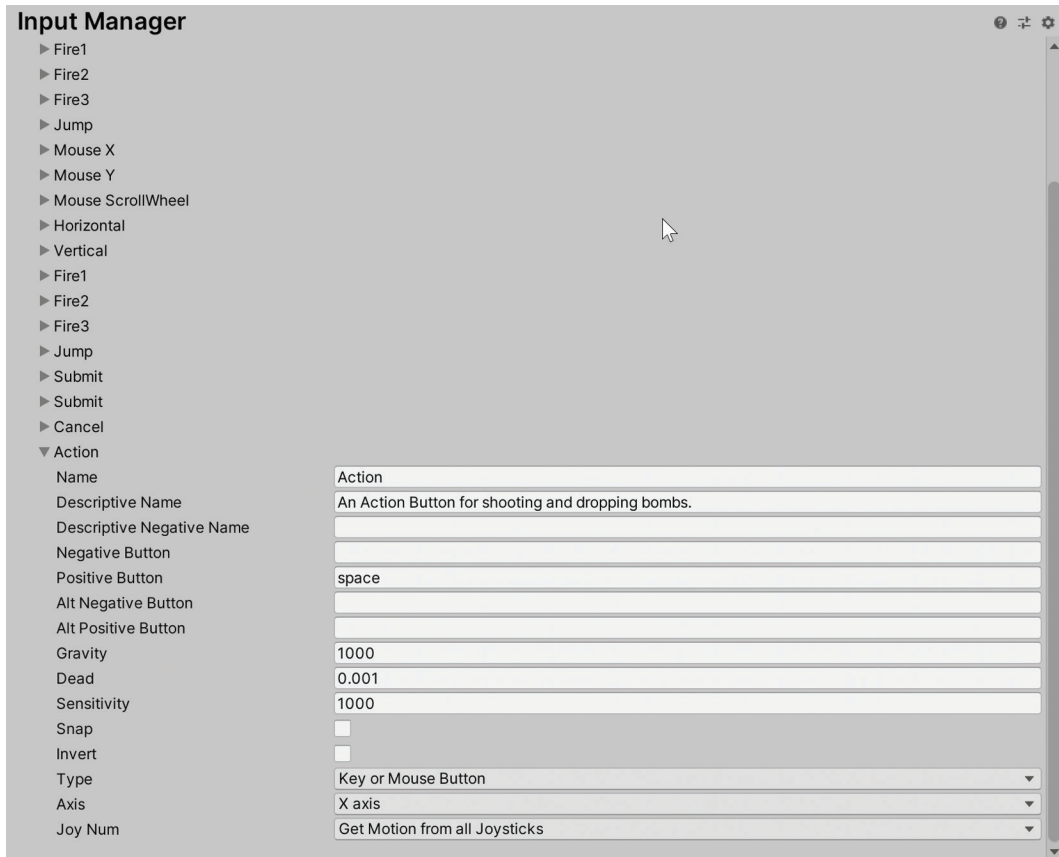 Input Manager
Fire1
Fire2
Fire3
Jump
Mouse X
Mouse Y
Mouse ScrollWheel
Horizontal
Vertical
Fire1
Fire2
Fire3
Jump
Submit
Submit
Cancel
Action
Name Action
Descriptive Name An Action Button for shooting and dropping bombs.
Descriptive Negative Name
Negative Button
Positive Button space
Alt Negative Button
Alt Positive Button
Gravity 1000
Dead 0.001
Sensitivity 1000
Snap
Invert
Type Key or Mouse Button
Axis X axis
Joy Num Get Motion from all Joysticks